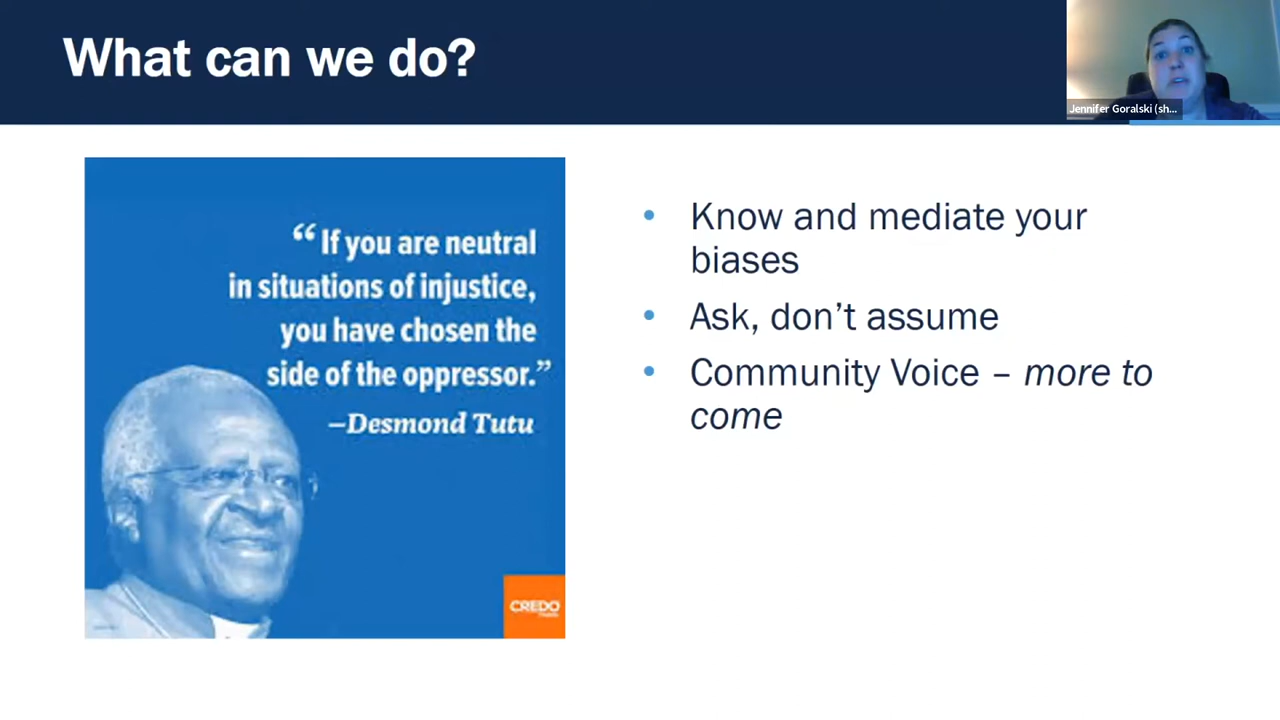 What can we do?
Jennifer Goralski (sh...
“If you are neutral
in situations of injustice,
you have chosen the
side of the oppressor.”
–Desmond Tutu
CREDO
• Know and mediate your
biases
• Ask, don’t assume
• Community Voice – more to
come